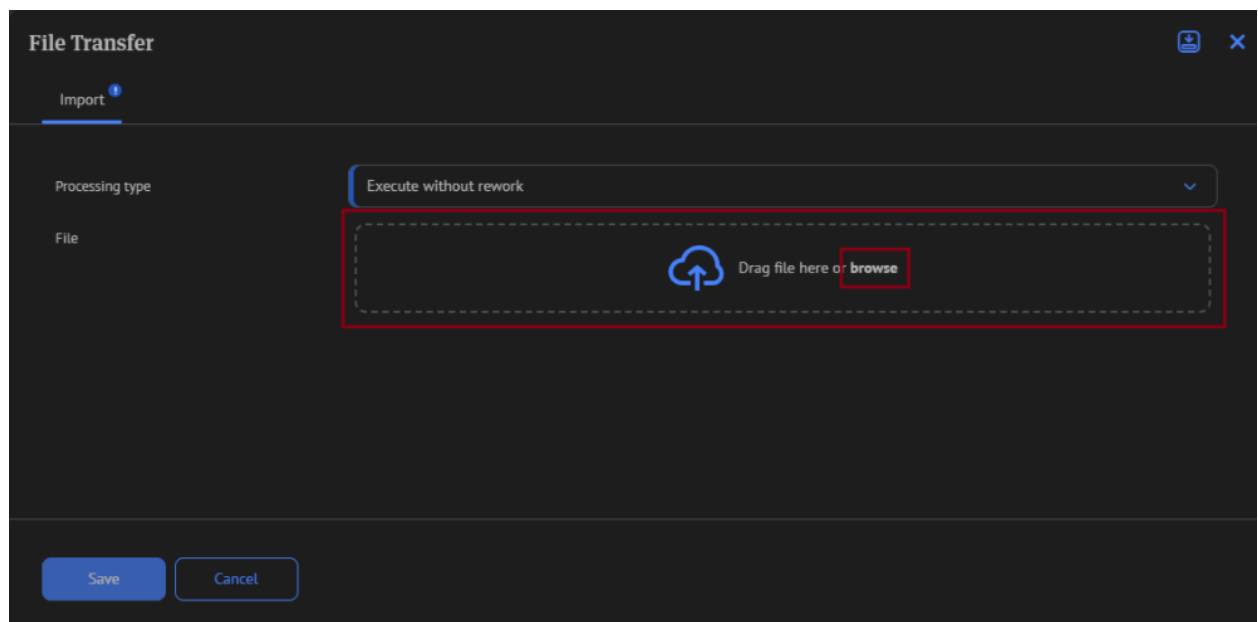 File Transfer
Import
Processing type
Execute without rework
File
Drag file here or browse
Save
Cancel